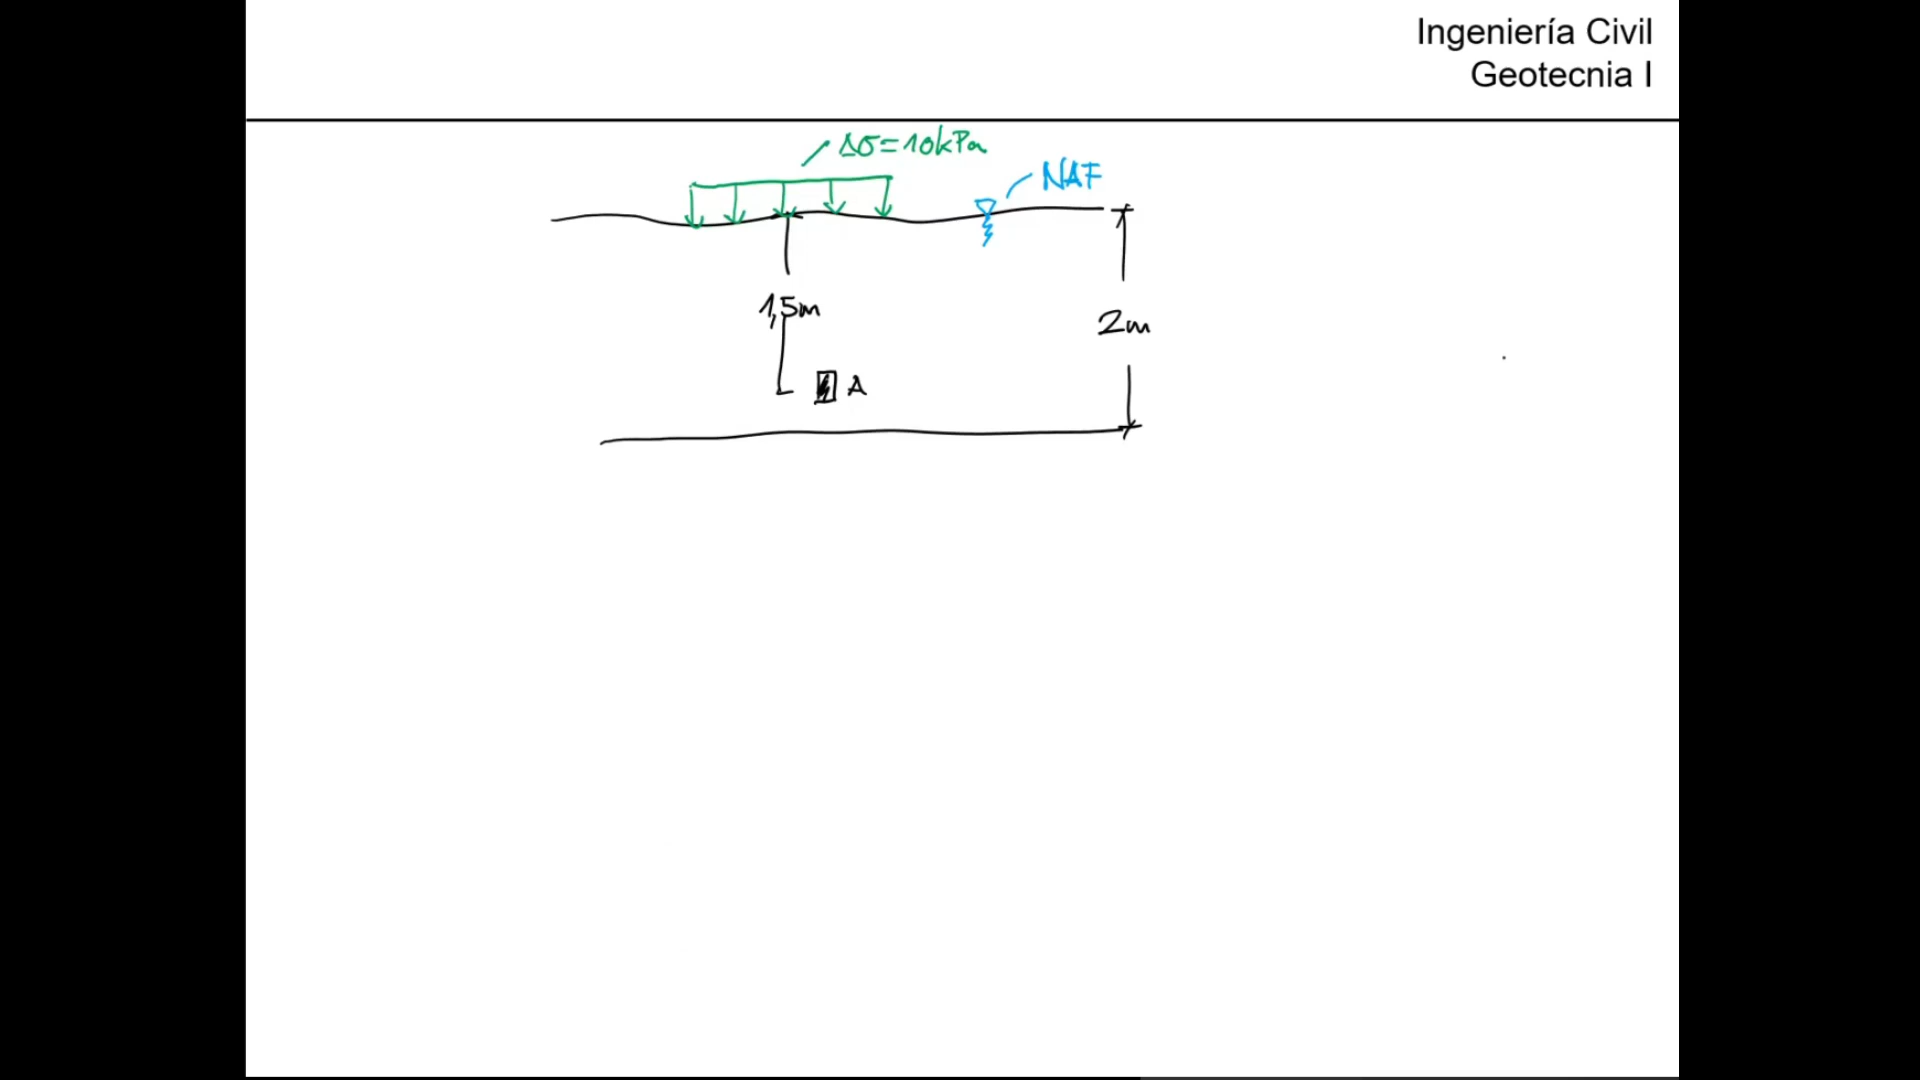 Ingeniería Civil
Geotecnia I
Δσ=10kPa
NAF
1,5m
2m
A